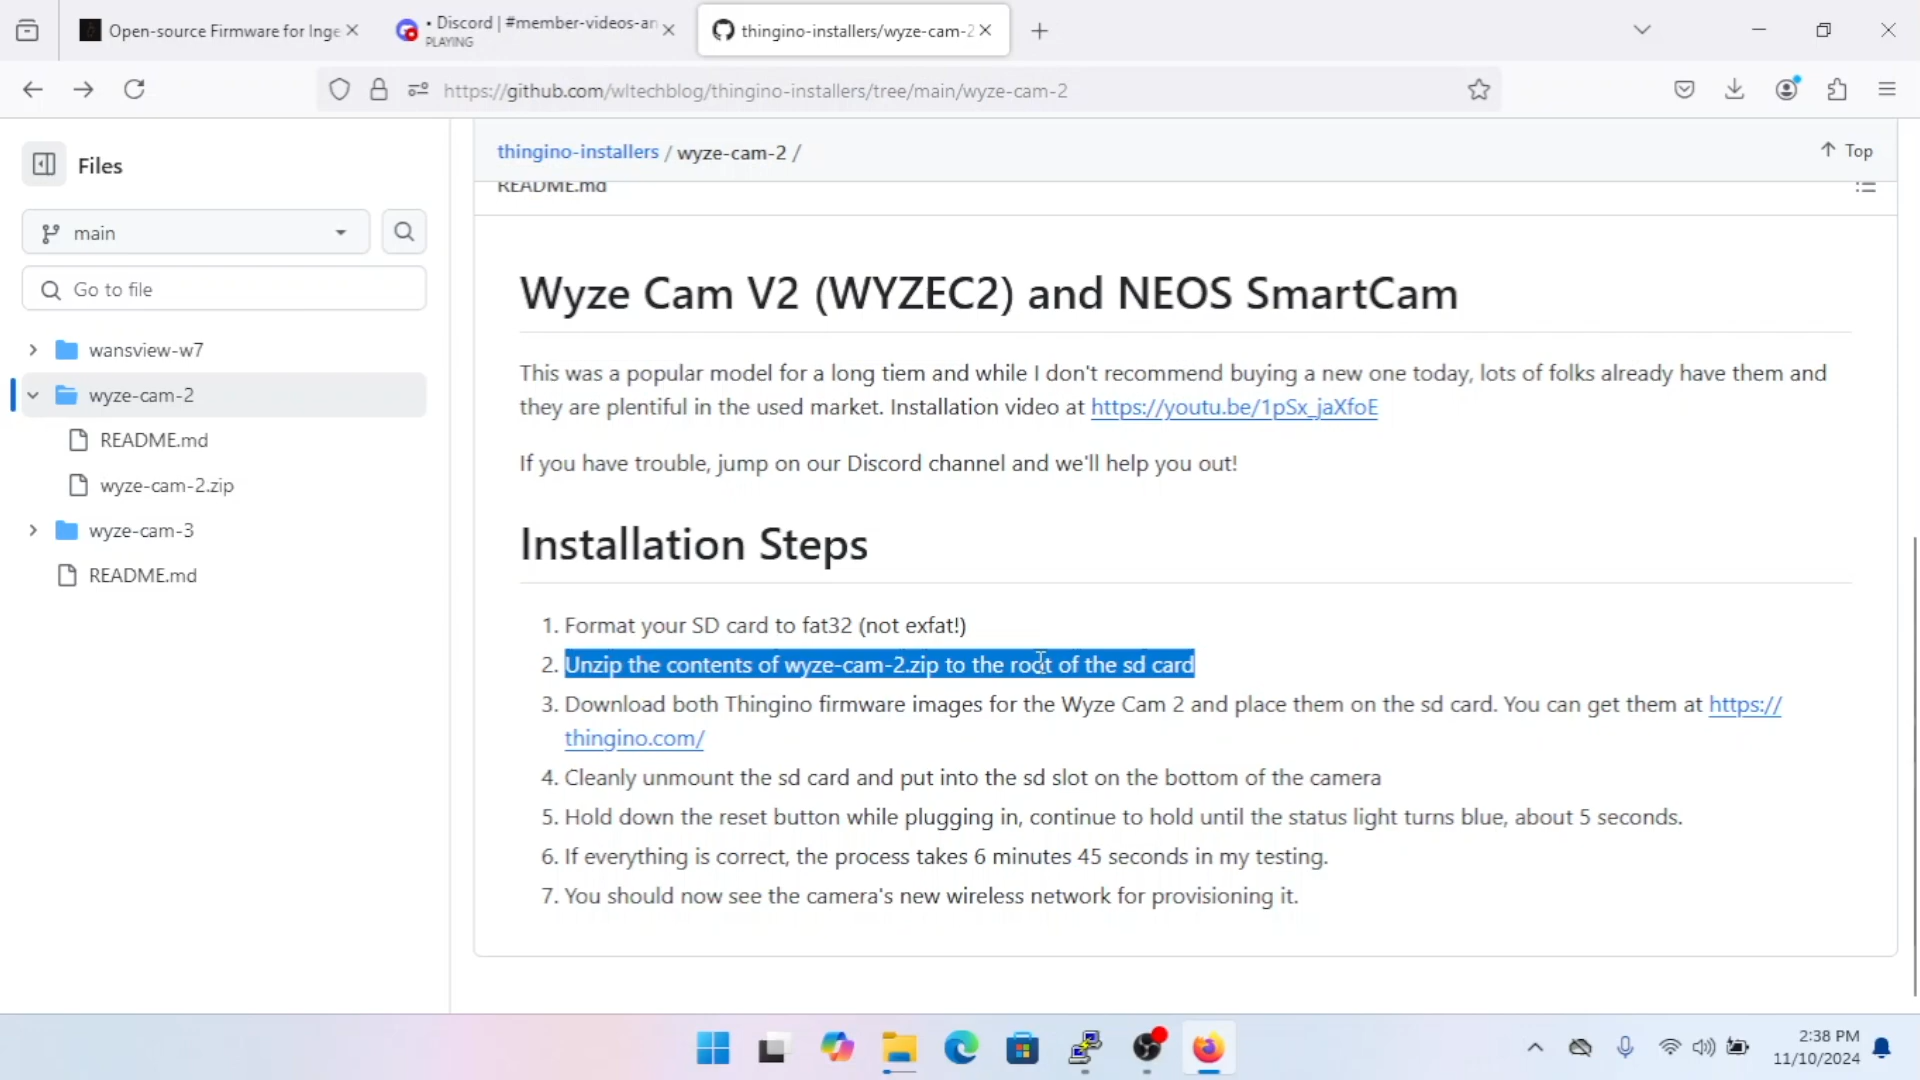 Open-source Firmware for Inge
• Discord | #member-videos-an
PLAYING
thingino-installers/wyze-cam-2
https://github.com/wltechblog/thingino-installers/tree/main/wyze-cam-2
Files
thingino-installers / wyze-cam-2 /
Top
README.md
main
Go to file
wansview-w7
wyze-cam-2
README.md
wyze-cam-2.zip
wyze-cam-3
README.md
Wyze Cam V2 (WYZEC2) and NEOS SmartCam
This was a popular model for a long tiem and while I don't recommend buying a new one today, lots of folks already have them and
they are plentiful in the used market. Installation video at https://youtu.be/1pSx_jaXfoE
If you have trouble, jump on our Discord channel and we'll help you out!
Installation Steps
1. Format your SD card to fat32 (not exfat!)
2. Unzip the contents of wyze-cam-2.zip to the root of the sd card
3. Download both Thingino firmware images for the Wyze Cam 2 and place them on the sd card. You can get them at https://
thingino.com/
4. Cleanly unmount the sd card and put into the sd slot on the bottom of the camera
5. Hold down the reset button while plugging in, continue to hold until the status light turns blue, about 5 seconds.
6. If everything is correct, the process takes 6 minutes 45 seconds in my testing.
7. You should now see the camera's new wireless network for provisioning it.
2:38 PM
11/10/2024